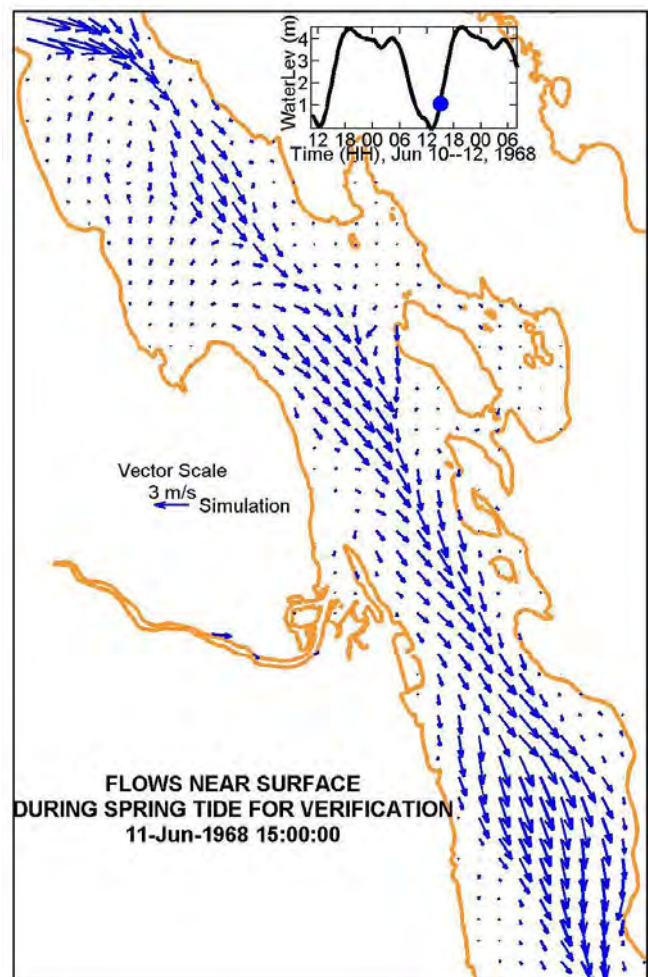 WaterLev (m)
4
3
2
1
12 18 00 06 12 18 00 06
Time (HH), Jun 10--12, 1968
Vector Scale
3 m/s
Simulation
FLOWS NEAR SURFACE
DURING SPRING TIDE FOR VERIFICATION
11-Jun-1968 15:00:00